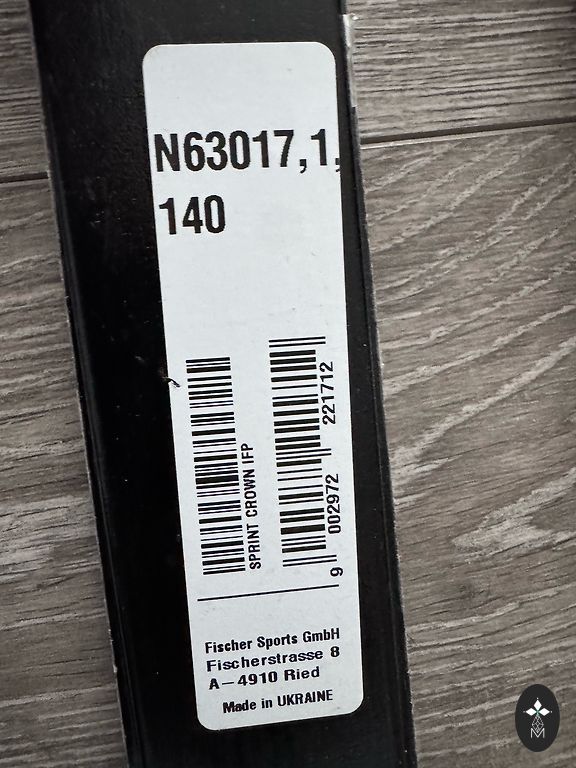 N63017,1,
140
SPRINT CROWN IFP
9 002972 221712
Fischer Sports GmbH
Fischerstrasse 8
A-4910 Ried
Made in UKRAINE
M